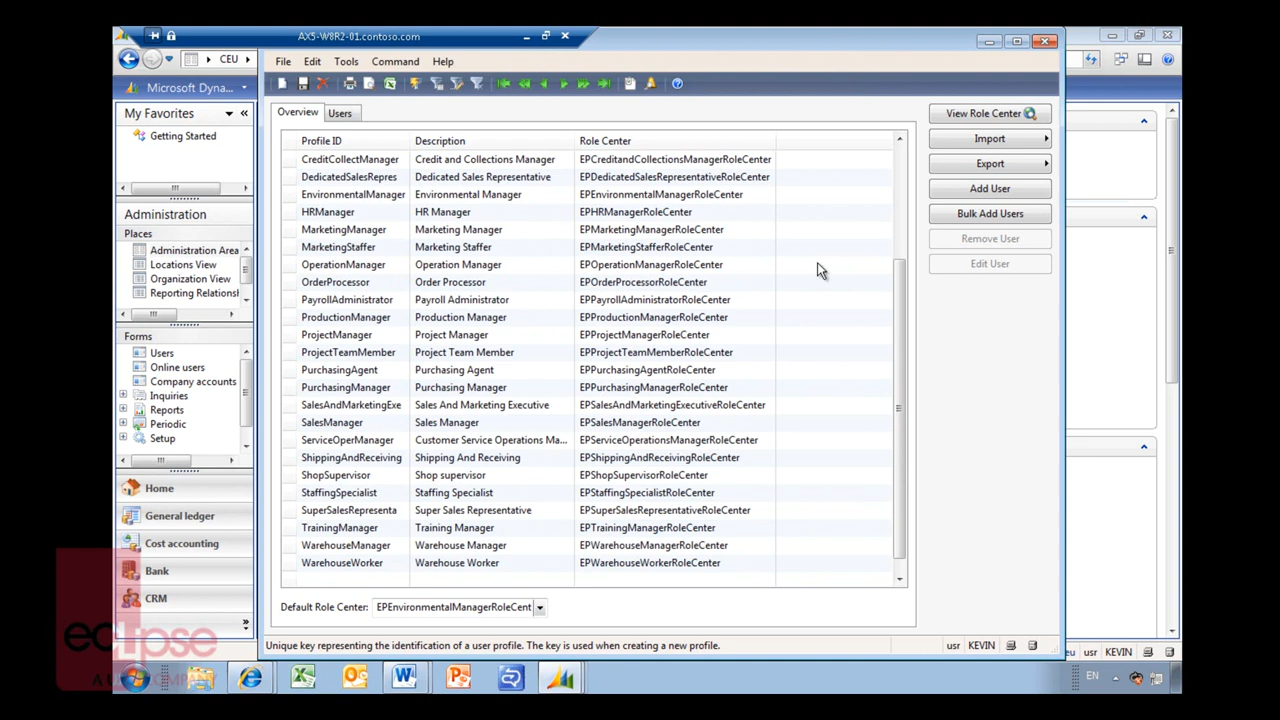 AX5-W8R2-01.contoso.com
CEU
File Edit Tools Command Help
Microsoft Dyna...
My Favorites
Getting Started
Administration
Places
Administration Area
Locations View
Organization View
Reporting Relations
Forms
Users
Online users
Company accounts
Inquiries
Reports
Periodic
Setup
Home
General ledger
Cost accounting
Bank
CRM
Overview Users
Profile ID Description Role Center
CreditCollectManager Credit and Collections Manager EPCreditandCollectionsManagerRoleCenter
DedicatedSalesRepres Dedicated Sales Representative EPDedicatedSalesRepresentativeRoleCenter
EnvironmentalManager Environmental Manager EPEnvironmentalManagerRoleCenter
HRManager HR Manager EPHRManagerRoleCenter
MarketingManager Marketing Manager EPMarketingManagerRoleCenter
MarketingStaffer Marketing Staffer EPMarketingStafferRoleCenter
OperationManager Operation Manager EPOperationManagerRoleCenter
OrderProcessor Order Processor EPOrderProcessorRoleCenter
PayrollAdministrator Payroll Administrator EPPayrollAdministratorRoleCenter
ProductionManager Production Manager EPProductionManagerRoleCenter
ProjectManager Project Manager EPProjectManagerRoleCenter
ProjectTeamMember Project Team Member EPProjectTeamMemberRoleCenter
PurchasingAgent Purchasing Agent EPPurchasingAgentRoleCenter
PurchasingManager Purchasing Manager EPPurchasingManagerRoleCenter
SalesAndMarketingExe Sales And Marketing Executive EPSalesAndMarketingExecutiveRoleCenter
SalesManager Sales Manager EPSalesManagerRoleCenter
ServiceOperManager Customer Service Operations Ma... EPServiceOperationsManagerRoleCenter
ShippingAndReceiving Shipping And Receiving EPShippingAndReceivingRoleCenter
ShopSupervisor Shop supervisor EPShopSupervisorRoleCenter
StaffingSpecialist Staffing Specialist EPStaffingSpecialistRoleCenter
SuperSalesRepresenta Super Sales Representative EPSuperSalesRepresentativeRoleCenter
TrainingManager Training Manager EPTrainingManagerRoleCenter
WarehouseManager Warehouse Manager EPWarehouseManagerRoleCenter
WarehouseWorker Warehouse Worker EPWarehouseWorkerRoleCenter
Default Role Center: EPEnvironmentalManagerRoleCent
View Role Center
Import
Export
Add User
Bulk Add Users
Remove User
Edit User
Unique key representing the identification of a user profile. The key is used when creating a new profile.
usr KEVIN
eu usr KEVIN
eclipse
EN